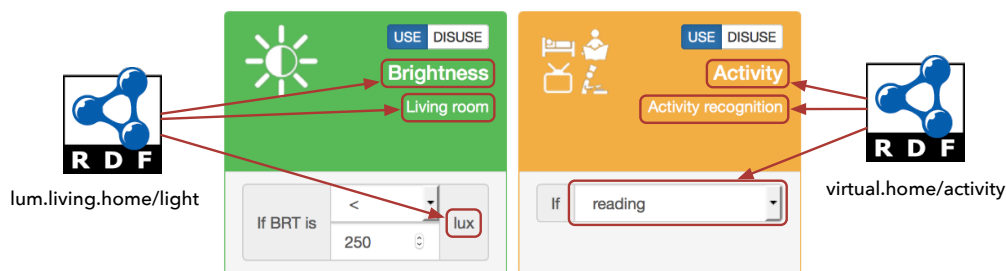 USE DISUSE
Brightness
Living room
If BRT is
<
250
lux
USE DISUSE
Activity
Activity recognition
If
reading
RDF
lum.living.home/light
RDF
virtual.home/activity